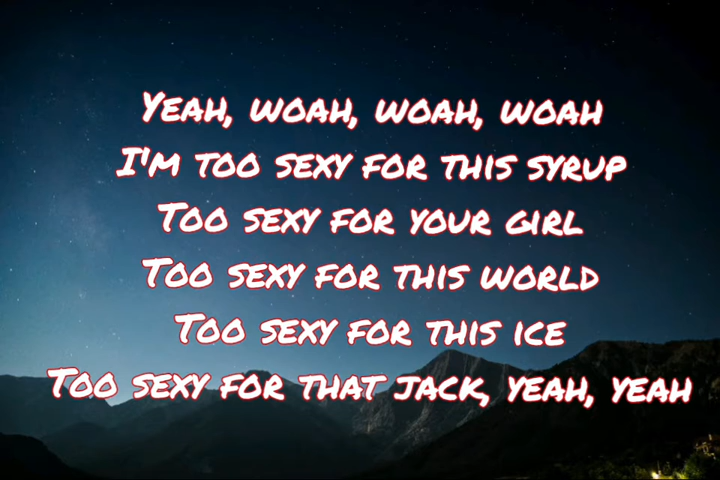 Yeah, woah, woah, woah
I'm too sexy for this syrup
Too sexy for your girl
Too sexy for this world
Too sexy for this ice
Too sexy for that jack, yeah, yeah